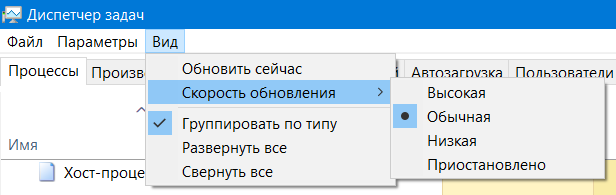 Диспетчер задач
Файл Параметры Вид
Процессы Произв Автозагрузка Пользователи
Обновить сейчас
Скорость обновления
Группировать по типу
Развернуть все
Свернуть все
Высокая
Обычная
Низкая
Приостановлено
Имя
Хост-проце